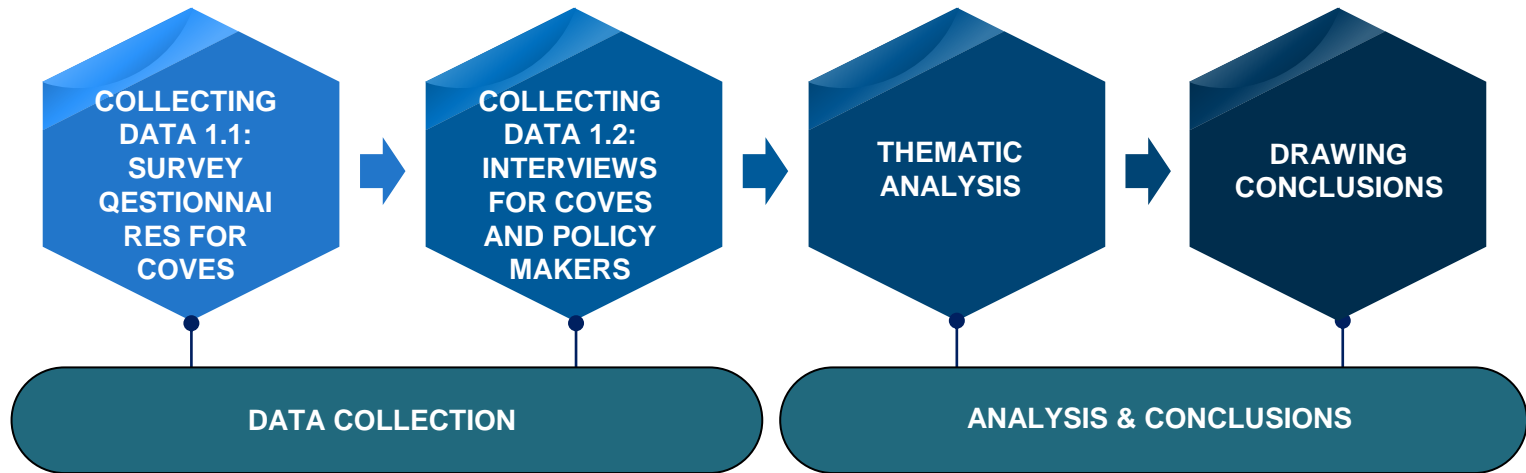 COLLECTING
DATA 1.1:
SURVEY
QESTIONNAI
RES FOR
COVES
COLLECTING
DATA 1.2:
INTERVIEWS
FOR COVES
AND POLICY
MAKERS
THEMATIC
ANALYSIS
DRAWING
CONCLUSIONS
DATA COLLECTION
ANALYSIS & CONCLUSIONS